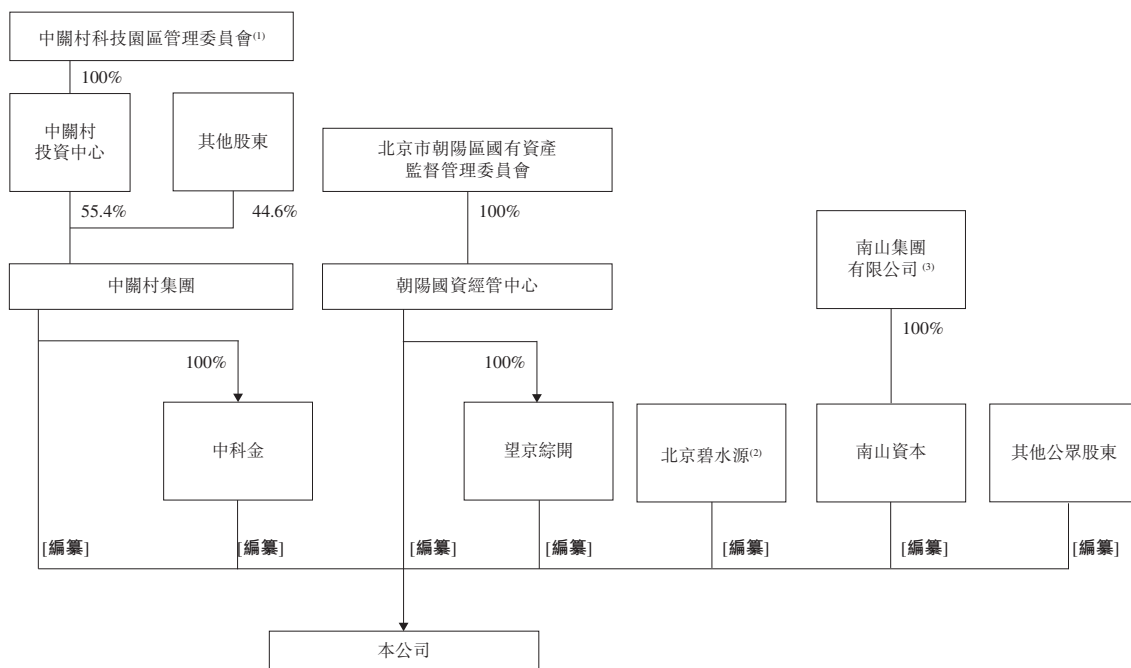 中關村科技園區管理委員會(1)
100%
中關村
投資中心
其他股東
北京市朝陽區國有資產
監督管理委員會
55.4%
44.6%
100%
南山集團
有限公司(3)
中關村集團
朝陽國資經管中心
100%
100%
100%
中科金
望京綜開
北京碧水源(2)
南山資本
其他公眾股東
[編纂]
[編纂]
[編纂]
[編纂]
[編纂]
[編纂]
[編纂]
本公司